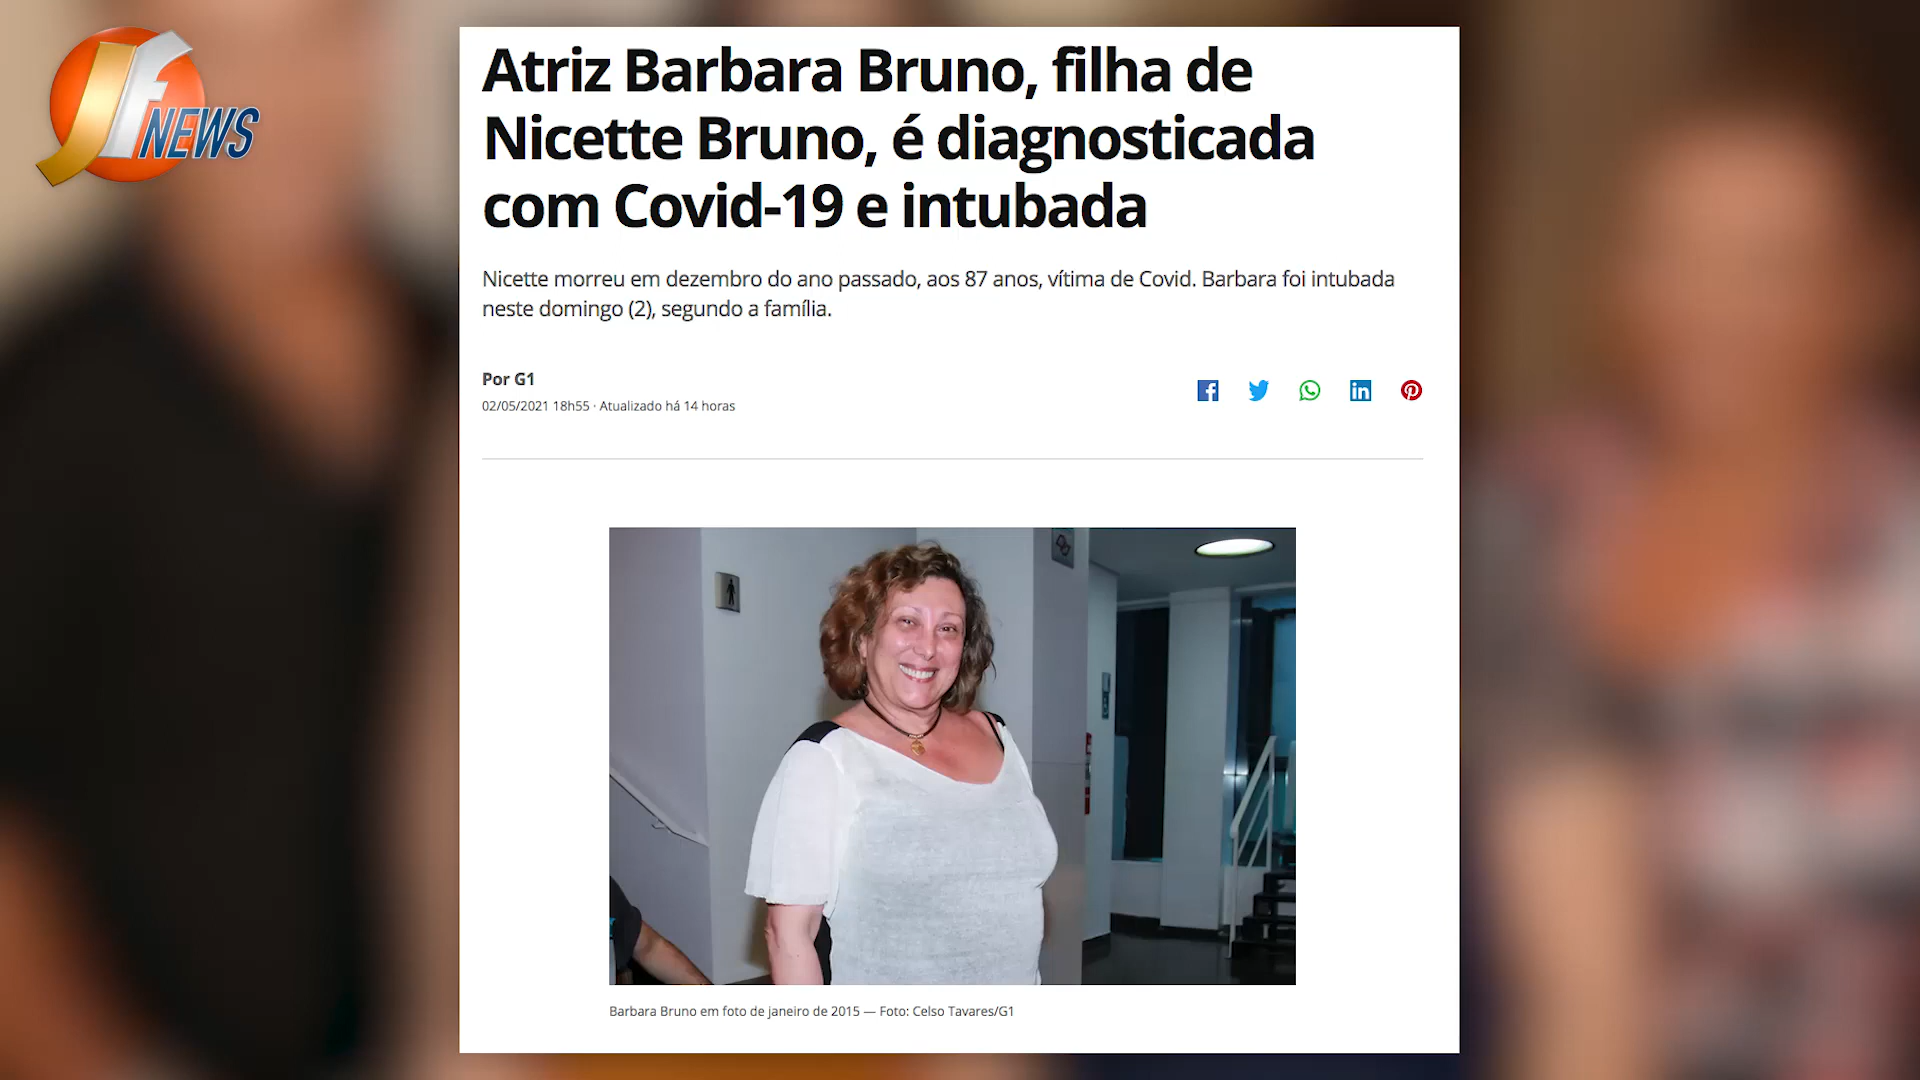 JF NEWS
Atriz Barbara Bruno, filha de
Nicette Bruno, é diagnosticada
com Covid-19 e intubada
Nicette morreu em dezembro do ano passado, aos 87 anos, vítima de Covid. Barbara foi intubada
neste domingo (2), segundo a família.
Por G1
02/05/2021 18h55 · Atualizado há 14 horas
Barbara Bruno em foto de janeiro de 2015 — Foto: Celso Tavares/G1